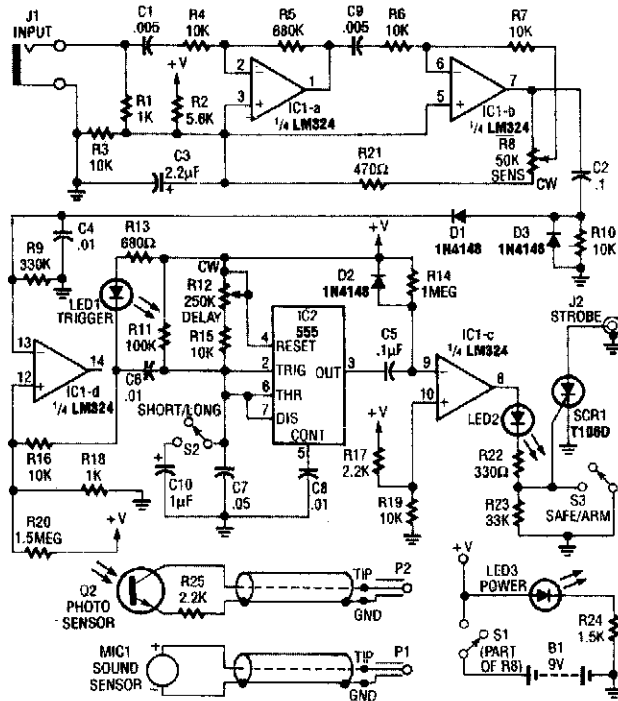 J1
INPUT
C1
.005
R4
10K
R5
680K
C9
.005
R6
10K
R7
10K
+V
2
3
1
IC1-a
1/4 LM324
6
5
7
IC1-b
1/4 LM324
R1
1K
R2
5.6K
R3
10K
C3
2.2µF
+
R21
470Ω
R8
50K
SENS
CW
C2
.1
R9
330K
C4
.01
R13
680Ω
+V
D1
1N4148
D3
1N4148
R10
10K
LED1
TRIGGER
CW
R12
250K
DELAY
D2
1N4148
R14
1MEG
J2
STROBE
R11
100K
R15
10K
IC2
555
4
RESET
2
TRIG
OUT
3
6
THR
7
DIS
CONT
5
C5
.1µF
1/4 LM324
IC1-c
9
10
8
13
12
14
IC1-d
1/4 LM324
C6
.01
SHORT/LONG
S2
+V
LED2
SCR1
T106D
R16
10K
R18
1K
+
C10
1µF
C7
.05
C8
.01
R17
2.2K
R19
10K
R22
330Ω
R23
33K
S3
SAFE/ARM
R20
1.5MEG
+V
Q2
PHOTO
SENSOR
R25
2.2K
TIP
P2
GND
+V
LED3
POWER
R24
1.5K
MIC1
SOUND
SENSOR
+
-
TIP
P1
GND
S1
(PART
OF R8)
B1
9V